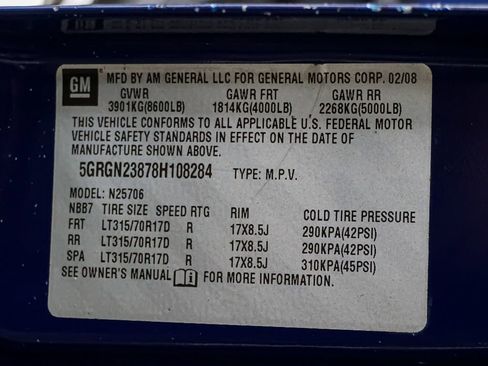 GM
MFD BY AM GENERAL LLC FOR GENERAL MOTORS CORP. 02/08
GVWR GAWR FRT GAWR RR
3901KG(8600LB) 1814KG(4000LB) 2268KG(5000LB)
THIS VEHICLE CONFORMS TO ALL APPLICABLE U.S. FEDERAL MOTOR
VEHICLE SAFETY STANDARDS IN EFFECT ON THE DATE OF
MANUFACTURE SHOWN ABOVE.
5GRGN23878H108284 TYPE: M.P.V.
MODEL: N25706
NBB7 TIRE SIZE SPEED RTG RIM COLD TIRE PRESSURE
FRT LT315/70R17D R 17X8.5J 290KPA(42PSI)
RR LT315/70R17D R 17X8.5J 290KPA(42PSI)
SPA LT315/70R17D R 17X8.5J 310KPA(45PSI)
SEE OWNER'S MANUAL FOR MORE INFORMATION.